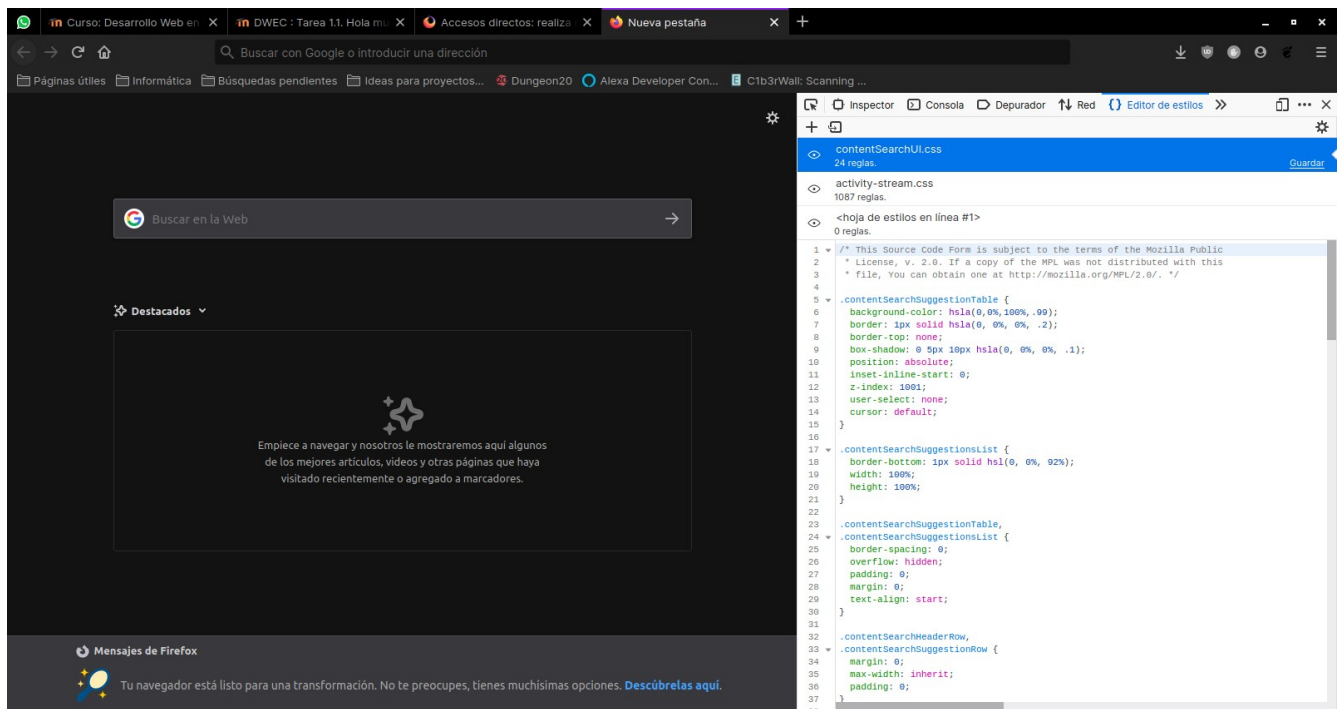 Curso: Desarrollo Web en
DWEC : Tarea 1.1. Hola mu
Accesos directos: realiza
Nueva pestaña
Buscar con Google o introducir una dirección
Páginas útiles
Informática
Búsquedas pendientes
Ideas para proyectos...
Dungeon20
Alexa Developer Con...
C1b3rWall: Scanning ...
Buscar en la Web
Destacados
Empiece a navegar y nosotros le mostraremos aquí algunos
de los mejores artículos, videos y otras páginas que haya
visitado recientemente o agregado a marcadores.
Mensajes de Firefox
Tu navegador está listo para una transformación. No te preocupes, tienes muchísimas opciones. Descúbrelas aquí.
Inspector
Consola
Depurador
Red
{} Editor de estilos
contentSearchUI.css
24 reglas.
Guardar
activity-stream.css
1087 reglas.
<hoja de estilos en línea #1>
0 reglas.
1 /* This Source Code Form is subject to the terms of the Mozilla Public
2 * License, v. 2.0. If a copy of the MPL was not distributed with this
3 * file, You can obtain one at http://mozilla.org/MPL/2.0/. */
4
5 .contentSearchSuggestionTable {
6 background-color: hsla(0,0%,100%,.99);
7 border: 1px solid hsla(0, 0%, 0%, .2);
8 border-top: none;
9 box-shadow: 0 5px 10px hsla(0, 0%, 0%, .1);
10 position: absolute;
11 inset-inline-start: 0;
12 z-index: 1001;
13 user-select: none;
14 cursor: default;
15 }
16
17 .contentSearchSuggestionsList {
18 border-bottom: 1px solid hsl(0, 0%, 92%);
19 width: 100%;
20 height: 100%;
21 }
22
23 .contentSearchSuggestionTable,
24 .contentSearchSuggestionsList {
25 border-spacing: 0;
26 overflow: hidden;
27 padding: 0;
28 margin: 0;
29 text-align: start;
30 }
31
32 .contentSearchHeaderRow,
33 .contentSearchSuggestionRow {
34 margin: 0;
35 max-width: inherit;
36 padding: 0;
37 }